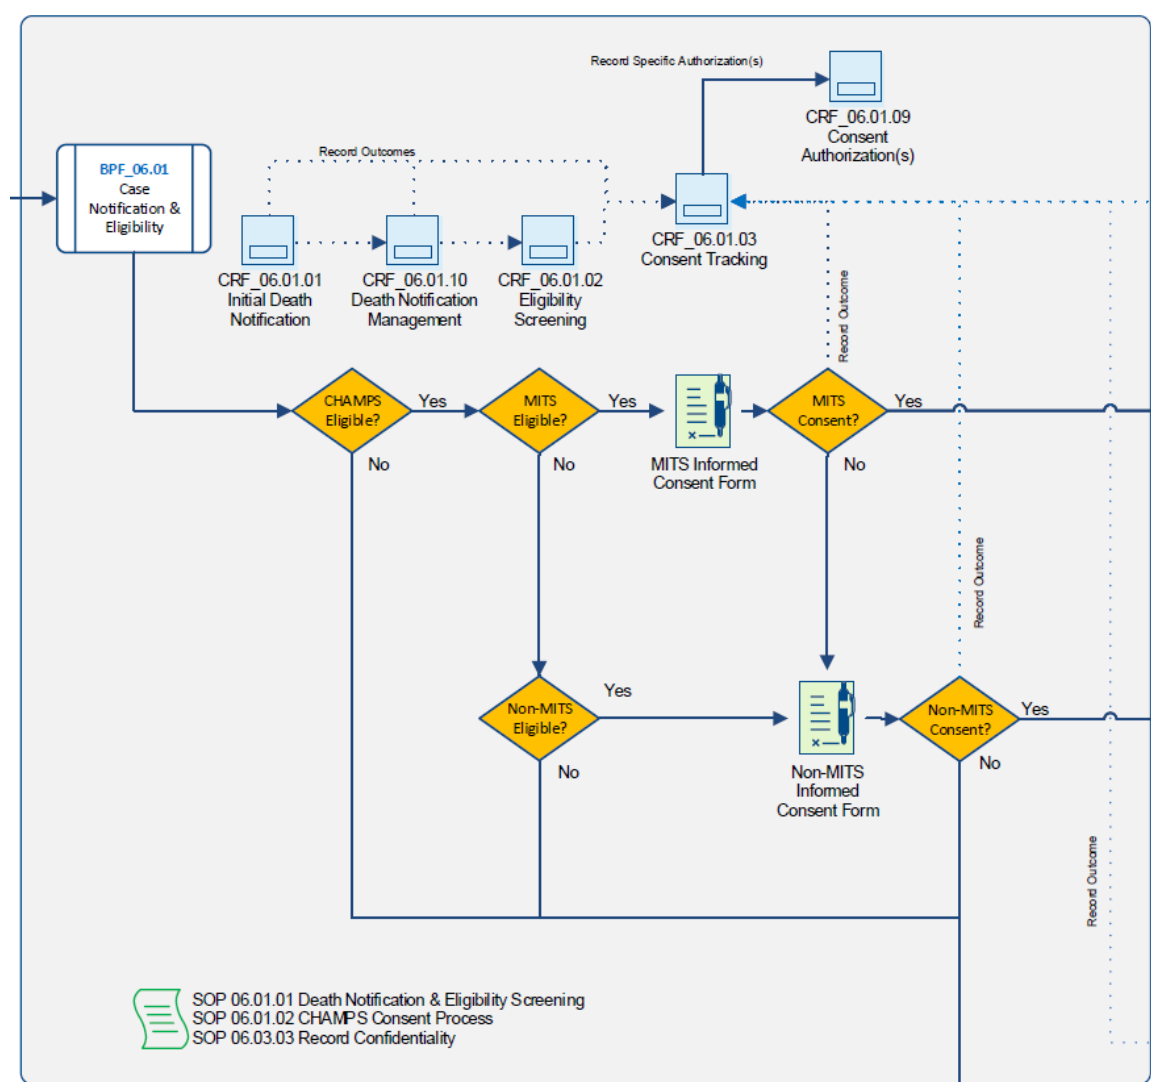 Record Specific Authorization(s)
CRF_06.01.09
Consent
Authorization(s)
Record Outcomes
BPF_06.01
Case
Notification &
Eligibility
CRF_06.01.01
Initial Death
Notification
CRF_06.01.10
Death Notification
Management
CRF_06.01.02
Eligibility
Screening
CRF_06.01.03
Consent Tracking
Record Outcome
CHAMPS
Eligible?
Yes
No
MITS
Eligible?
Yes
No
MITS Informed
Consent Form
MITS
Consent?
Yes
No
Record Outcome
Non-MITS
Eligible?
Yes
No
Non-MITS
Informed
Consent Form
Non-MITS
Consent?
Yes
No
Record Outcome
SOP 06.01.01 Death Notification & Eligibility Screening
SOP 06.01.02 CHAMPS Consent Process
SOP 06.03.03 Record Confidentiality